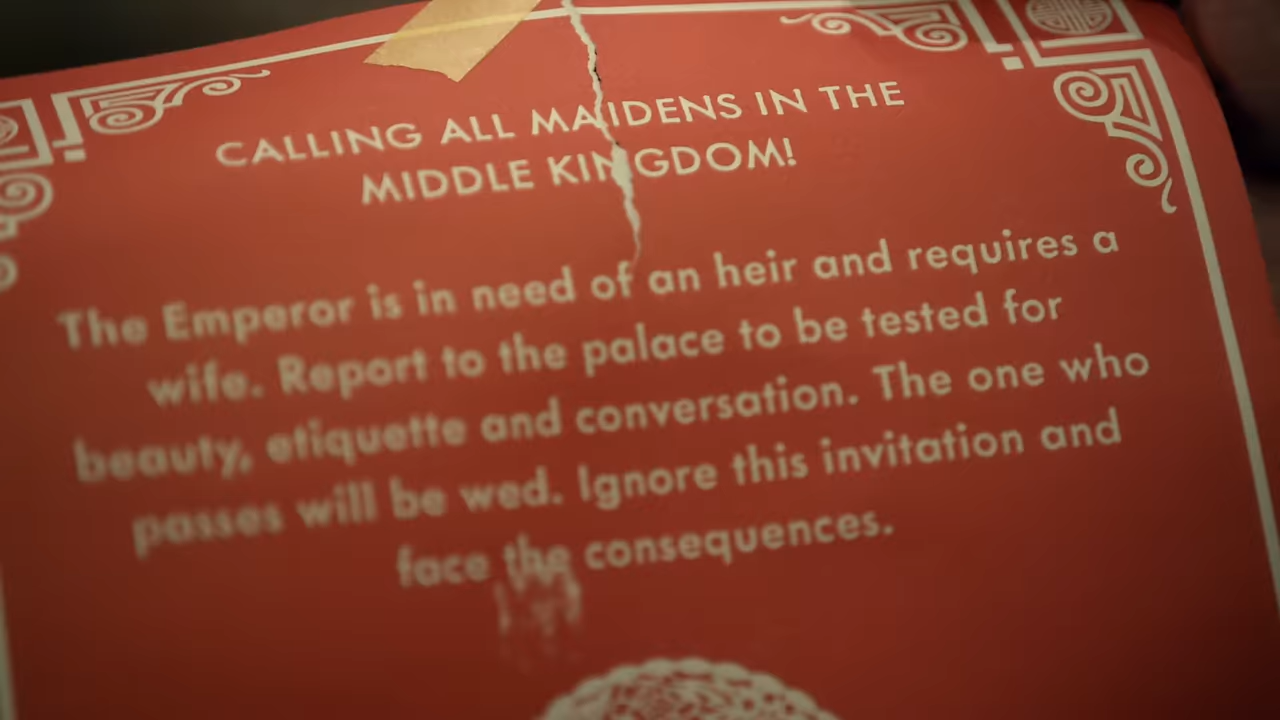 CALLING ALL MAIDENS IN THE
MIDDLE KINGDOM!
The Emperor is in need of an heir and requires a
wife. Report to the palace to be tested for
beauty, etiquette and conversation. The one who
passes will be wed. Ignore this invitation and
face the consequences.